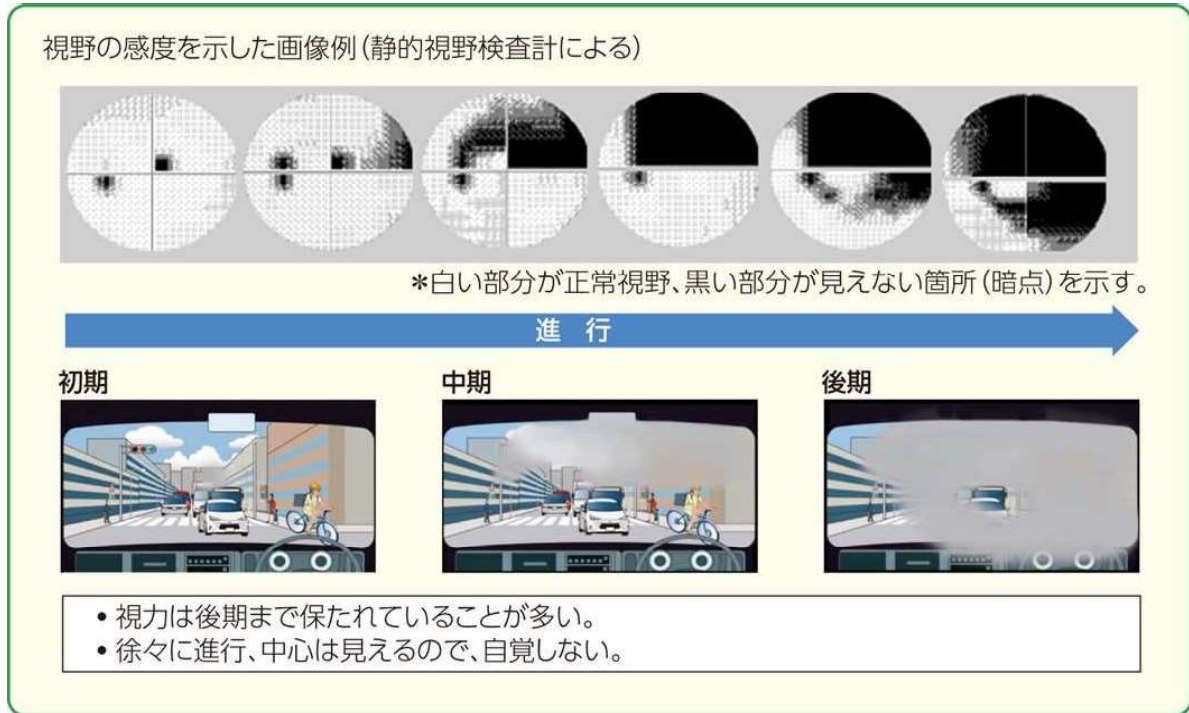 視野の感度を示した画像例(静的視野検査計による)
*白い部分が正常視野、黒い部分が見えない箇所(暗点)を示す。
進 行
初期
中期
後期
• 視力は後期まで保たれていることが多い。
• 徐々に進行、中心は見えるので、自覚しない。